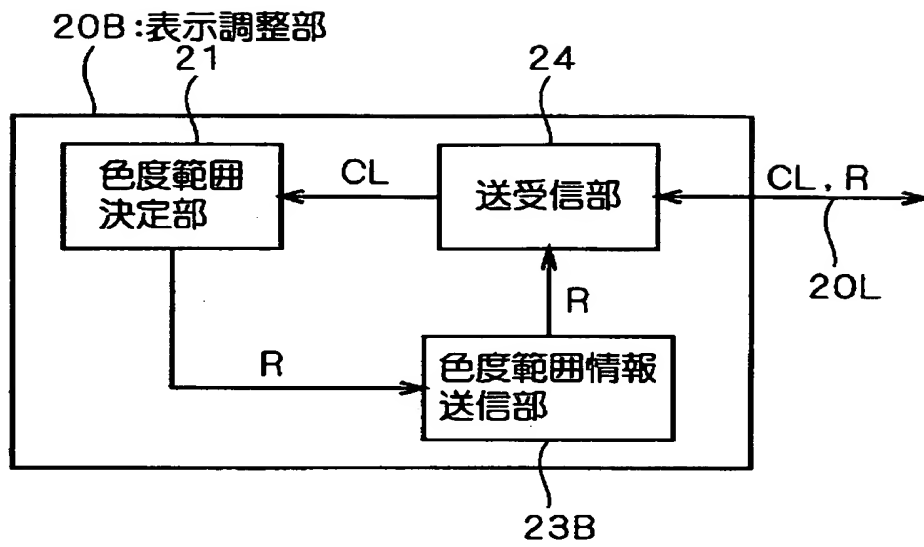 20B:表示調整部
21
24
色度範囲
決定部
CL
送受信部
CL, R
20L
R
R
色度範囲情報
送信部
23B